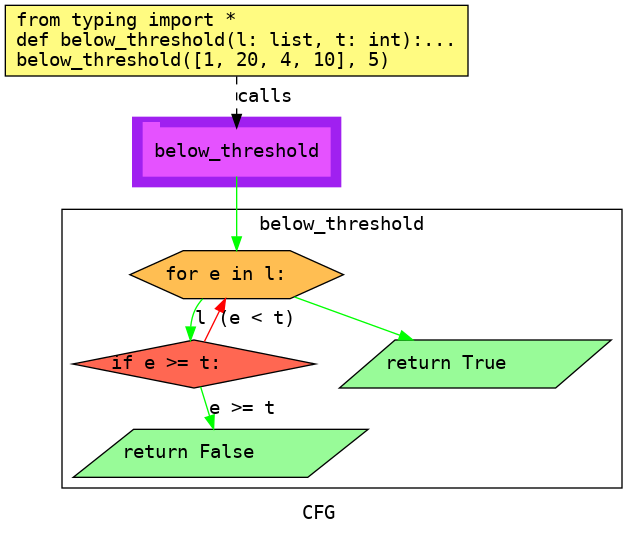 from typing import *
def below_threshold(l: list, t: int):...
below_threshold([1, 20, 4, 10], 5)
calls
below_threshold
below_threshold
for e in l:
l (e < t)
if e >= t:
return True
e >= t
return False
CFG